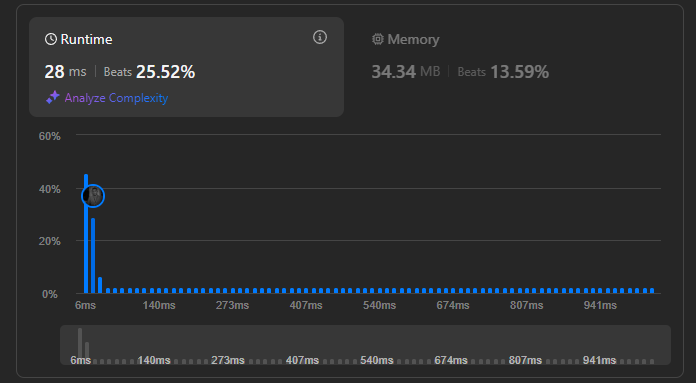 Runtime
28 ms | Beats 25.52%
Analyze Complexity
Memory
34.34 MB | Beats 13.59%
60%
40%
20%
0%
6ms 140ms 273ms 407ms 540ms 674ms 807ms 941ms
6ms 140ms 273ms 407ms 540ms 674ms 807ms 941ms